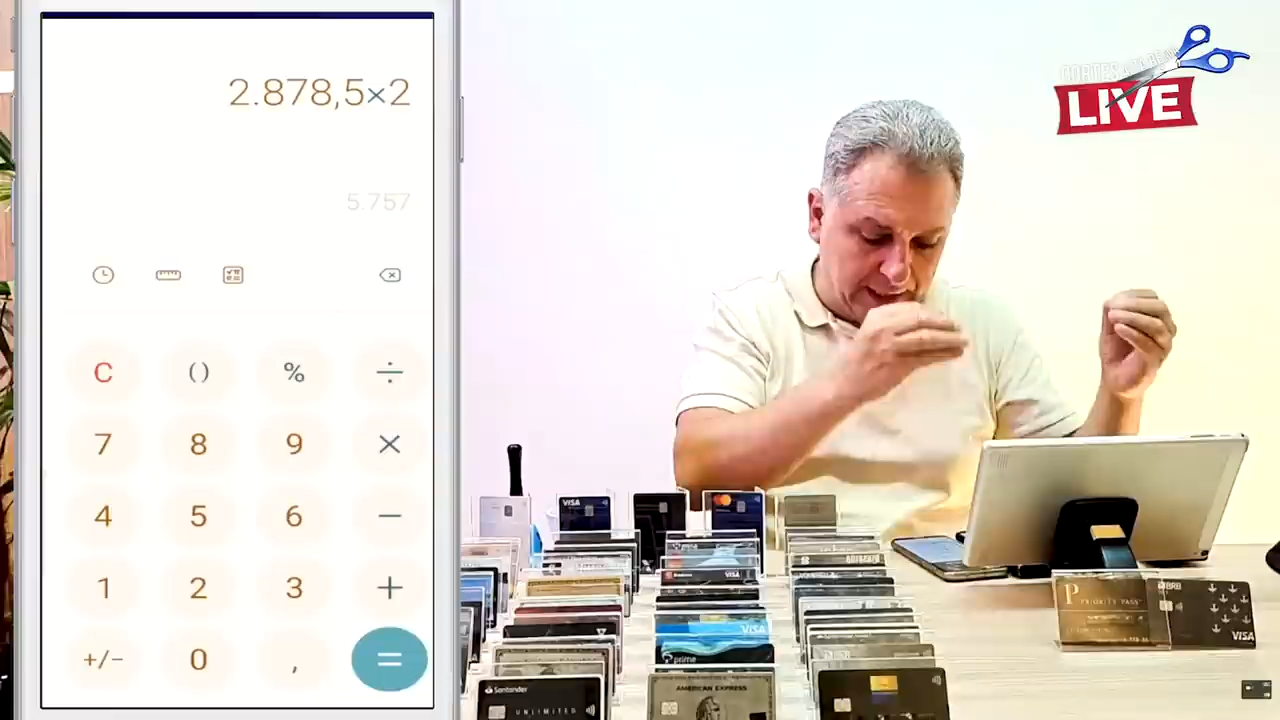 2.878,5×2
5.757
C
()
%
÷
7
8
9
×
4
5
6
−
1
2
3
+
+/−
0
,
=
LIVE
VISA
VISA
VISA
prime
Santander
UNLIMITED
AMERICAN EXPRESS
PRIORITY PASS
BRB
VISA